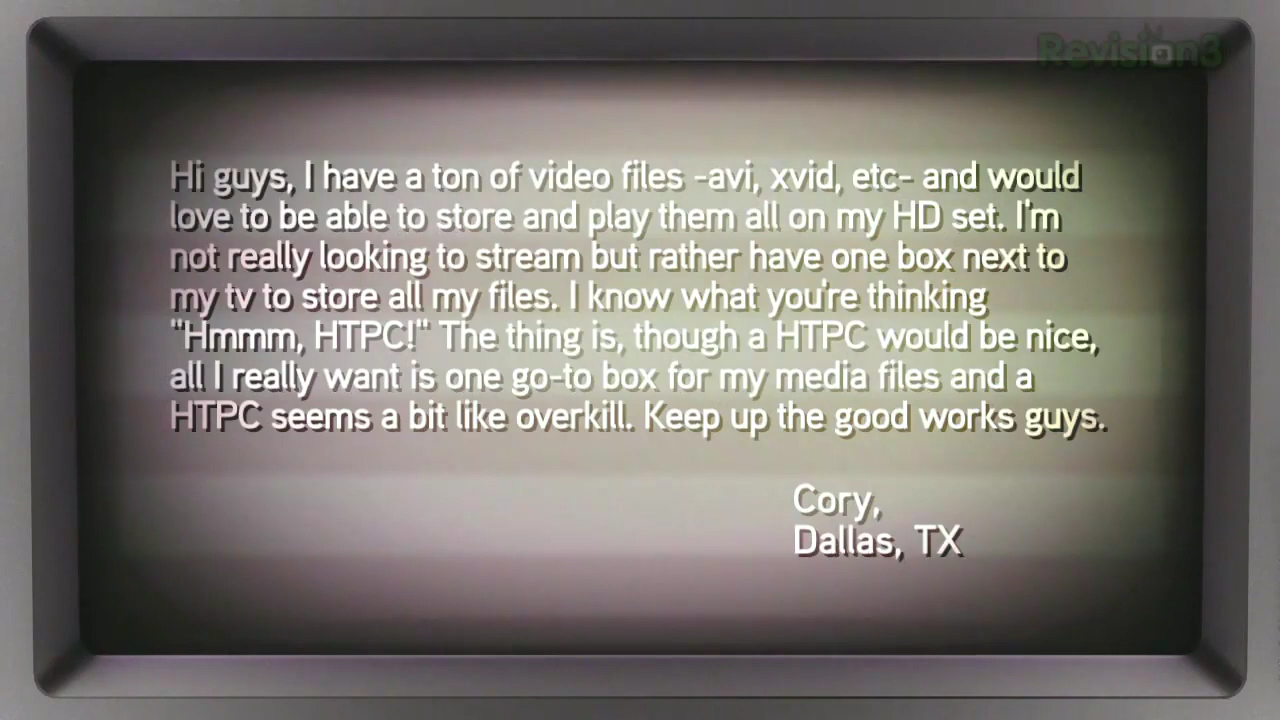 Revision3
Hi guys, I have a ton of video files -avi, xvid, etc- and would
love to be able to store and play them all on my HD set. I'm
not really looking to stream but rather have one box next to
my tv to store all my files. I know what you're thinking
"Hmmm, HTPC!" The thing is, though a HTPC would be nice,
all I really want is one go-to box for my media files and a
HTPC seems a bit like overkill. Keep up the good works guys.
Cory,
Dallas, TX